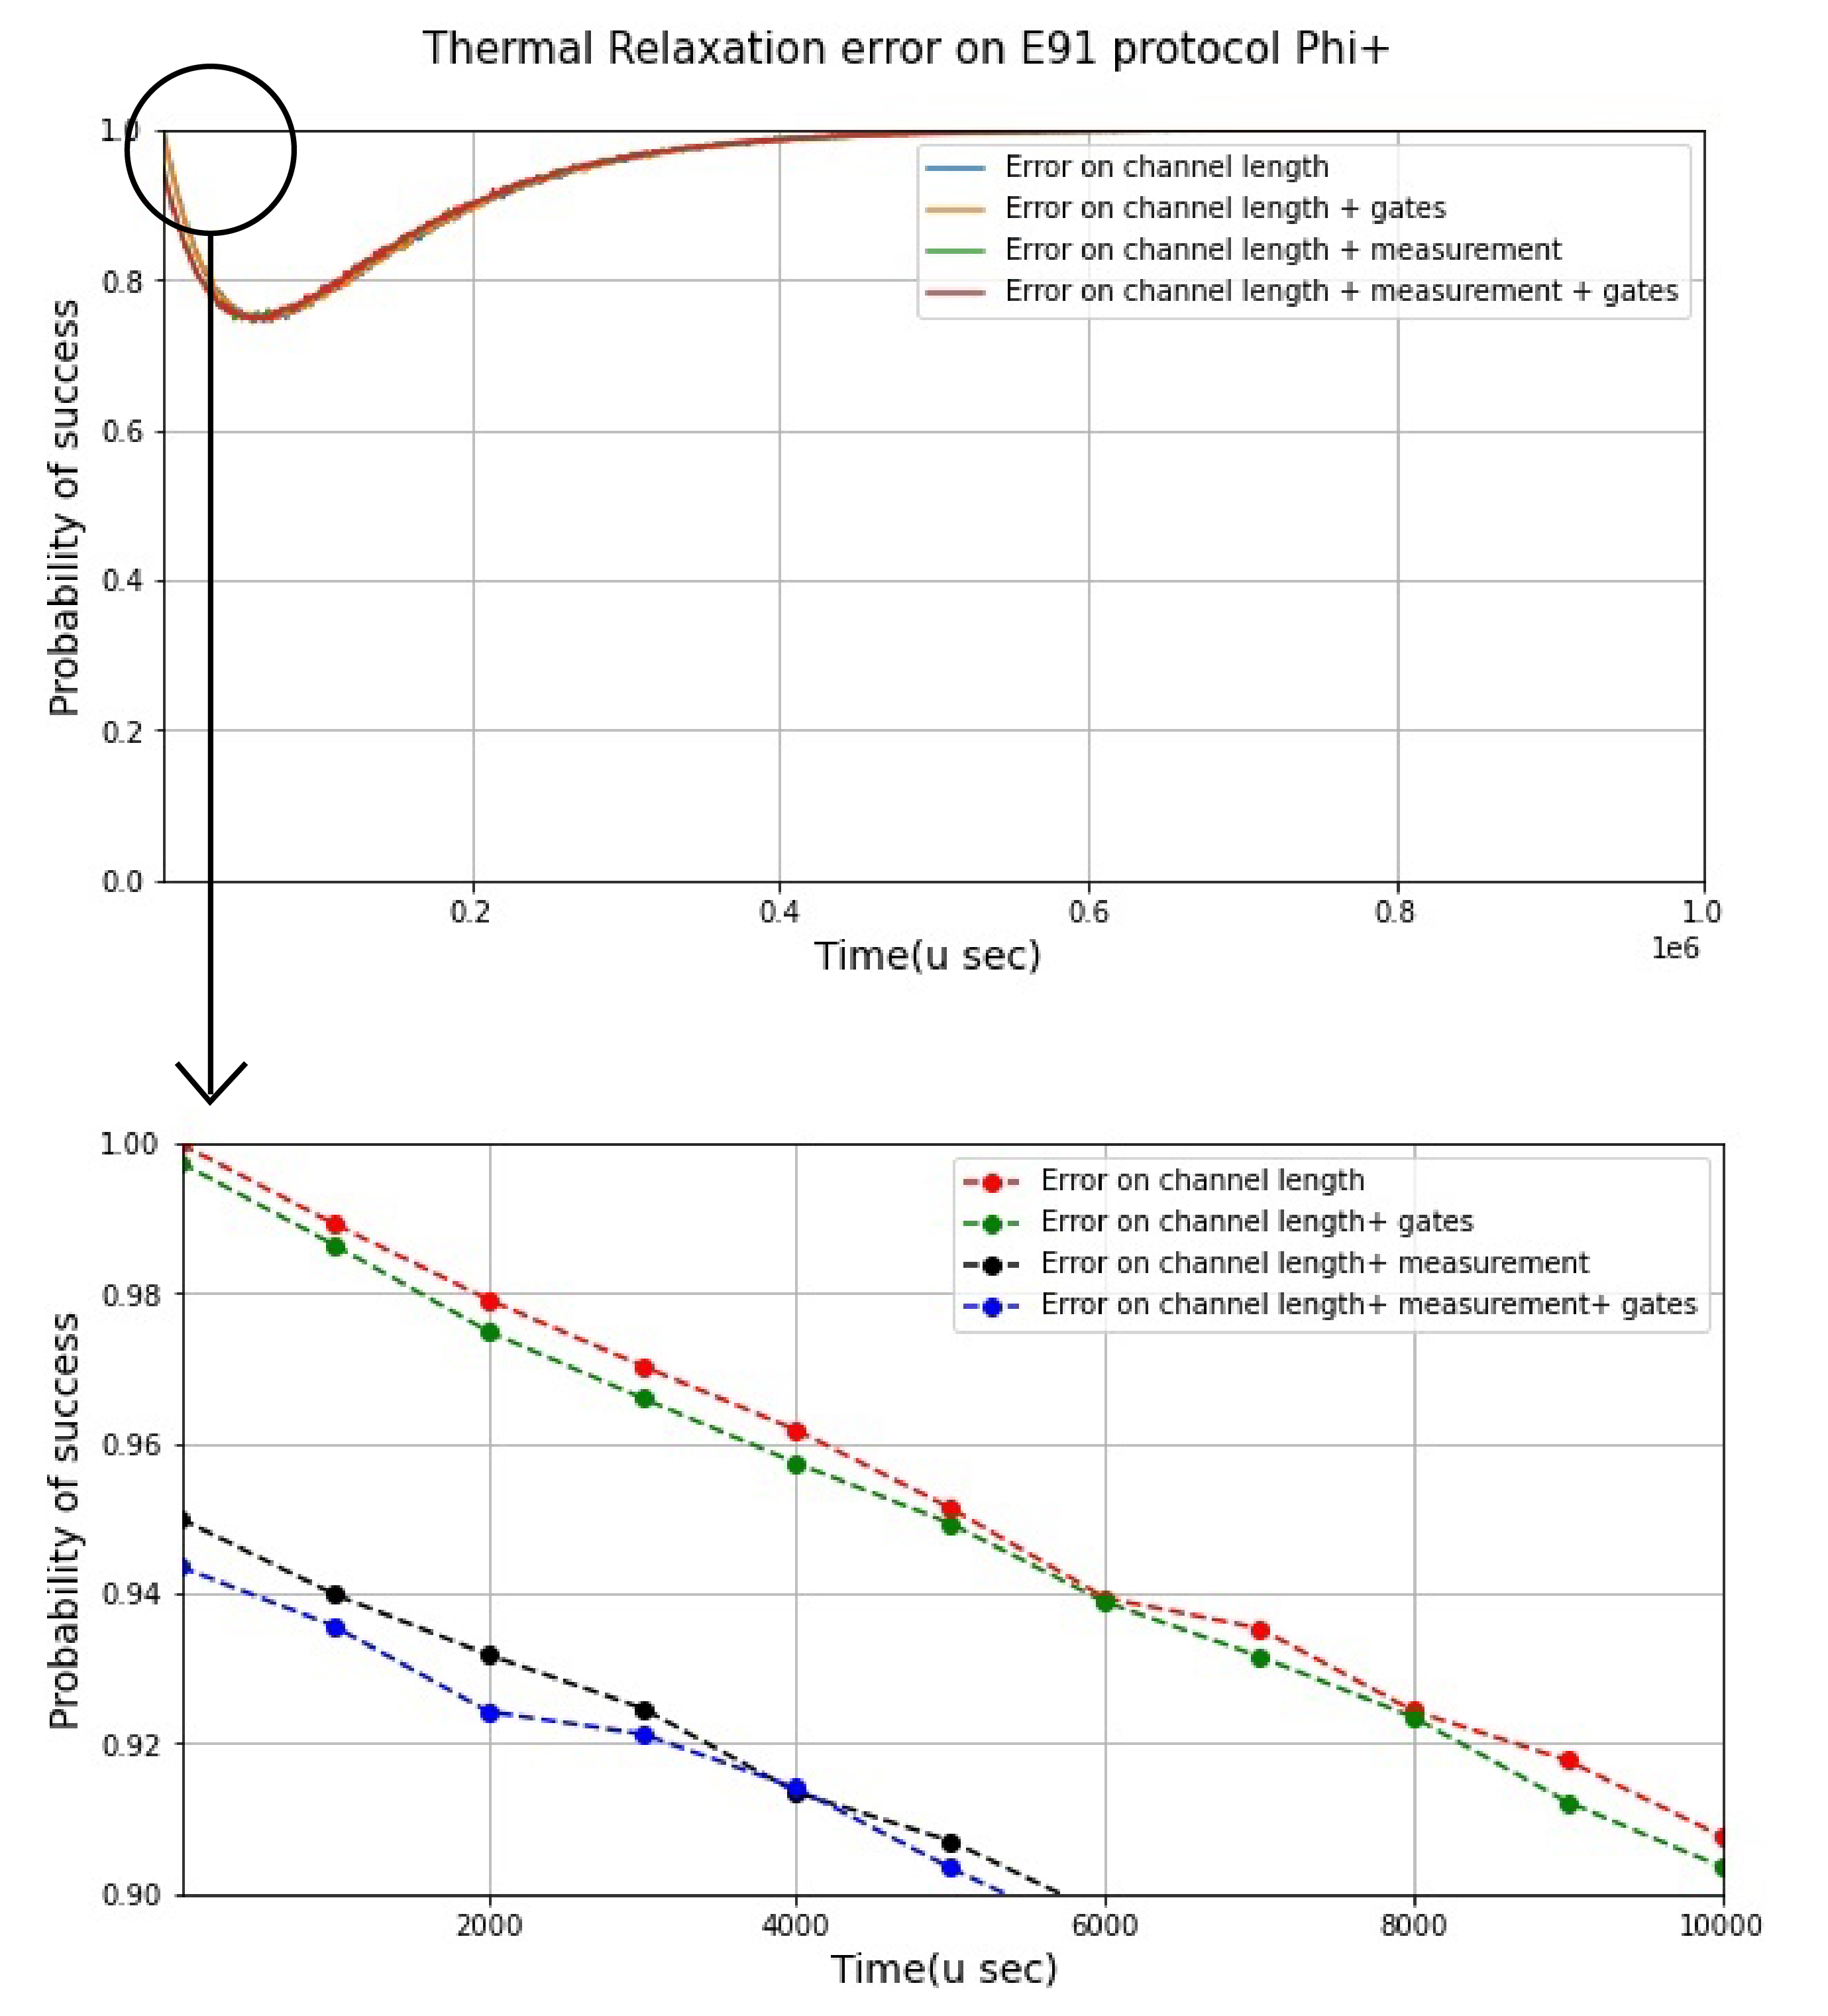 Thermal Relaxation error on E91 protocol Phi+
1.0
0.8
0.6
0.4
0.2
0.0
Probability of success
Error on channel length
Error on channel length + gates
Error on channel length + measurement
Error on channel length + measurement + gates
0.2 0.4 0.6 0.8 1.0
Time(u sec)
1e6
1.00
0.98
0.96
0.94
0.92
0.90
Probability of success
Error on channel length
Error on channel length+ gates
Error on channel length+ measurement
Error on channel length+ measurement+ gates
2000 4000 6000 8000 10000
Time(u sec)